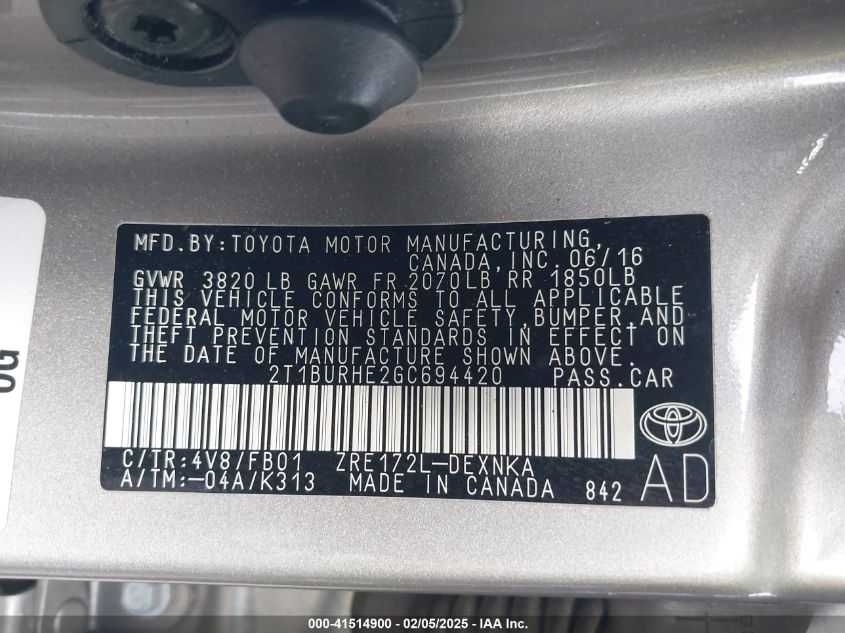 MFD.BY:TOYOTA MOTOR MANUFACTURING,
CANADA,INC.06/16
GVWR 3820 LB GAWR FR 2070LB RR 1850LB
THIS VEHICLE CONFORMS TO ALL APPLICABLE
FEDERAL MOTOR VEHICLE SAFETY,BUMPER,AND
THEFT PREVENTION STANDARDS IN EFFECT ON
THE DATE OF MANUFACTURE SHOWN ABOVE.
2T1BURHE2GC694420 PASS.CAR
C/TR:4V8/FB01 ZRE172L-DEXNKA
A/TM:-04A/K313 MADE IN CANADA 842
AD
000-41514900 - 02/05/2025 - IAA Inc.